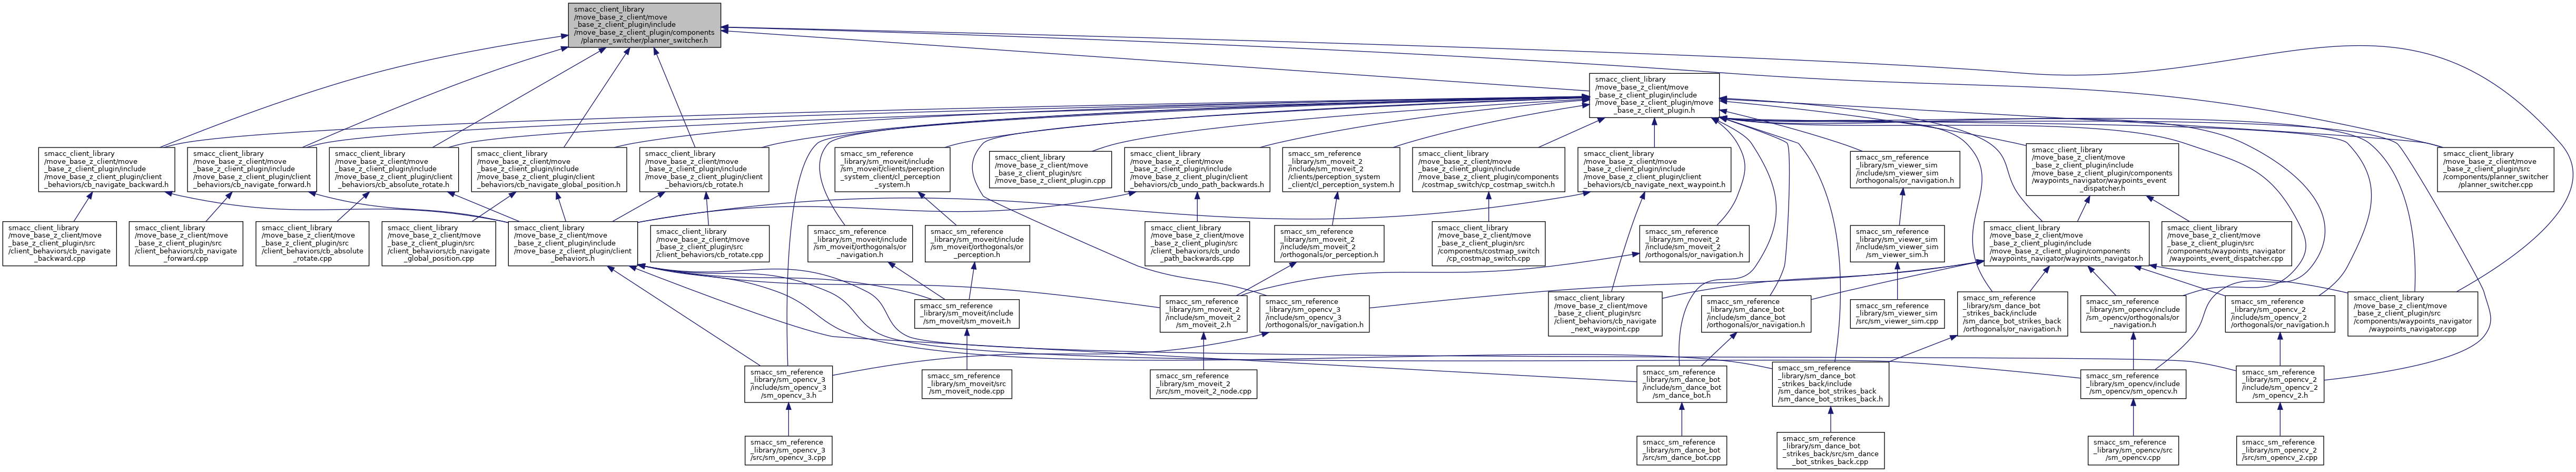 smacc_client_library
/move_base_z_client/move
_base_z_client_plugin/include
/move_base_z_client_plugin/components
/planner_switcher/planner_switcher.h
smacc_client_library
/move_base_z_client/move
_base_z_client_plugin/include
/move_base_z_client_plugin/move
_base_z_client_plugin.h
smacc_client_library
/move_base_z_client/move
_base_z_client_plugin/include
/move_base_z_client_plugin/client
_behaviors/cb_navigate_backward.h
smacc_client_library
/move_base_z_client/move
_base_z_client_plugin/include
/move_base_z_client_plugin/client
_behaviors/cb_navigate_forward.h
smacc_client_library
/move_base_z_client/move
_base_z_client_plugin/include
/move_base_z_client_plugin/client
_behaviors/cb_absolute_rotate.h
smacc_client_library
/move_base_z_client/move
_base_z_client_plugin/include
/move_base_z_client_plugin/client
_behaviors/cb_navigate_global_position.h
smacc_client_library
/move_base_z_client/move
_base_z_client_plugin/include
/move_base_z_client_plugin/client
_behaviors/cb_rotate.h
smacc_sm_reference
_library/sm_moveit/include
/sm_moveit/clients/perception
_system_client/cl_perception
_system.h
smacc_client_library
/move_base_z_client/move
_base_z_client_plugin/src
/move_base_z_client_plugin.cpp
smacc_client_library
/move_base_z_client/move
_base_z_client_plugin/include
/move_base_z_client_plugin/client
_behaviors/cb_undo_path_backwards.h
smacc_sm_reference
_library/sm_moveit_2
/include/sm_moveit_2
/clients/perception_system
_client/cl_perception_system.h
smacc_client_library
/move_base_z_client/move
_base_z_client_plugin/include
/move_base_z_client_plugin/components
/costmap_switch/cp_costmap_switch.h
smacc_client_library
/move_base_z_client/move
_base_z_client_plugin/include
/move_base_z_client_plugin/client
_behaviors/cb_navigate_next_waypoint.h
smacc_sm_reference
_library/sm_viewer_sim
/include/sm_viewer_sim
/orthogonals/or_navigation.h
smacc_client_library
/move_base_z_client/move
_base_z_client_plugin/include
/move_base_z_client_plugin/components
/waypoints_navigator/waypoints_event
_dispatcher.h
smacc_client_library
/move_base_z_client/move
_base_z_client_plugin/src
/components/planner_switcher
/planner_switcher.cpp
smacc_client_library
/move_base_z_client/move
_base_z_client_plugin/src
/client_behaviors/cb_navigate
_backward.cpp
smacc_client_library
/move_base_z_client/move
_base_z_client_plugin/src
/client_behaviors/cb_navigate
_forward.cpp
smacc_client_library
/move_base_z_client/move
_base_z_client_plugin/src
/client_behaviors/cb_absolute
_rotate.cpp
smacc_client_library
/move_base_z_client/move
_base_z_client_plugin/src
/client_behaviors/cb_navigate
_global_position.cpp
smacc_client_library
/move_base_z_client/move
_base_z_client_plugin/include
/move_base_z_client_plugin/client
_behaviors.h
smacc_client_library
/move_base_z_client/move
_base_z_client_plugin/src
/client_behaviors/cb_rotate.cpp
smacc_sm_reference
_library/sm_moveit/include
/sm_moveit/orthogonals/or
_navigation.h
smacc_sm_reference
_library/sm_moveit/include
/sm_moveit/orthogonals/or
_perception.h
smacc_client_library
/move_base_z_client/move
_base_z_client_plugin/src
/client_behaviors/cb_undo
_path_backwards.cpp
smacc_sm_reference
_library/sm_moveit_2
/include/sm_moveit_2
/orthogonals/or_perception.h
smacc_client_library
/move_base_z_client/move
_base_z_client_plugin/src
/components/costmap_switch
/cp_costmap_switch.cpp
smacc_sm_reference
_library/sm_moveit_2
/include/sm_moveit_2
/orthogonals/or_navigation.h
smacc_sm_reference
_library/sm_viewer_sim
/include/sm_viewer_sim
/sm_viewer_sim.h
smacc_client_library
/move_base_z_client/move
_base_z_client_plugin/include
/move_base_z_client_plugin/components
/waypoints_navigator/waypoints_navigator.h
smacc_client_library
/move_base_z_client/move
_base_z_client_plugin/src
/components/waypoints_navigator
/waypoints_event_dispatcher.cpp
smacc_sm_reference
_library/sm_moveit/include
/sm_moveit/sm_moveit.h
smacc_sm_reference
_library/sm_moveit_2
/include/sm_moveit_2
/sm_moveit_2.h
smacc_sm_reference
_library/sm_opencv_3
/include/sm_opencv_3
/orthogonals/or_navigation.h
smacc_client_library
/move_base_z_client/move
_base_z_client_plugin/src
/client_behaviors/cb_navigate
_next_waypoint.cpp
smacc_sm_reference
_library/sm_dance_bot
/include/sm_dance_bot
/orthogonals/or_navigation.h
smacc_sm_reference
_library/sm_viewer_sim
/src/sm_viewer_sim.cpp
smacc_sm_reference
_library/sm_dance_bot
_strikes_back/include
/sm_dance_bot_strikes_back
/orthogonals/or_navigation.h
smacc_sm_reference
_library/sm_opencv/include
/sm_opencv/orthogonals/or
_navigation.h
smacc_sm_reference
_library/sm_opencv_2
/include/sm_opencv_2
/orthogonals/or_navigation.h
smacc_client_library
/move_base_z_client/move
_base_z_client_plugin/src
/components/waypoints_navigator
/waypoints_navigator.cpp
smacc_sm_reference
_library/sm_opencv_3
/include/sm_opencv_3
/sm_opencv_3.h
smacc_sm_reference
_library/sm_moveit/src
/sm_moveit_node.cpp
smacc_sm_reference
_library/sm_moveit_2
/src/sm_moveit_2_node.cpp
smacc_sm_reference
_library/sm_dance_bot
/include/sm_dance_bot
/sm_dance_bot.h
smacc_sm_reference
_library/sm_dance_bot
_strikes_back/include
/sm_dance_bot_strikes_back
/sm_dance_bot_strikes_back.h
smacc_sm_reference
_library/sm_opencv/include
/sm_opencv/sm_opencv.h
smacc_sm_reference
_library/sm_opencv_2
/include/sm_opencv_2
/sm_opencv_2.h
smacc_sm_reference
_library/sm_opencv_3
/src/sm_opencv_3.cpp
smacc_sm_reference
_library/sm_dance_bot
/src/sm_dance_bot.cpp
smacc_sm_reference
_library/sm_dance_bot
_strikes_back/src/sm_dance
_bot_strikes_back.cpp
smacc_sm_reference
_library/sm_opencv/src
/sm_opencv.cpp
smacc_sm_reference
_library/sm_opencv_2
/src/sm_opencv_2.cpp